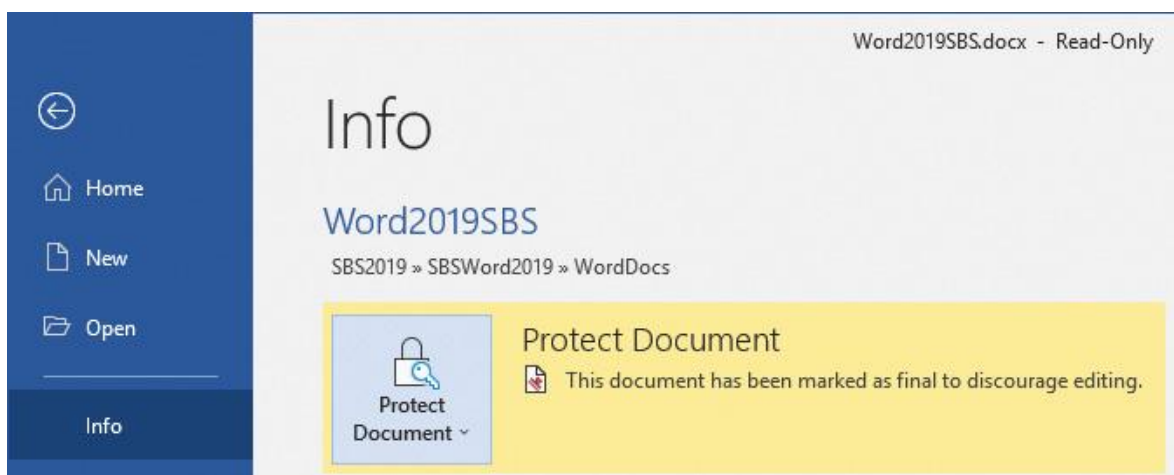 Word2019SBS.docx - Read-Only
Info
Home
Word2019SBS
New
SBS2019 » SBSWord2019 » WordDocs
Open
Protect Document
This document has been marked as final to discourage editing.
Protect
Document
Info